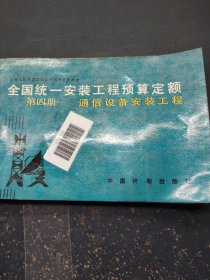 全国统一安装工程预算定额
第四册 通信设备安装工程
中国计划出版社